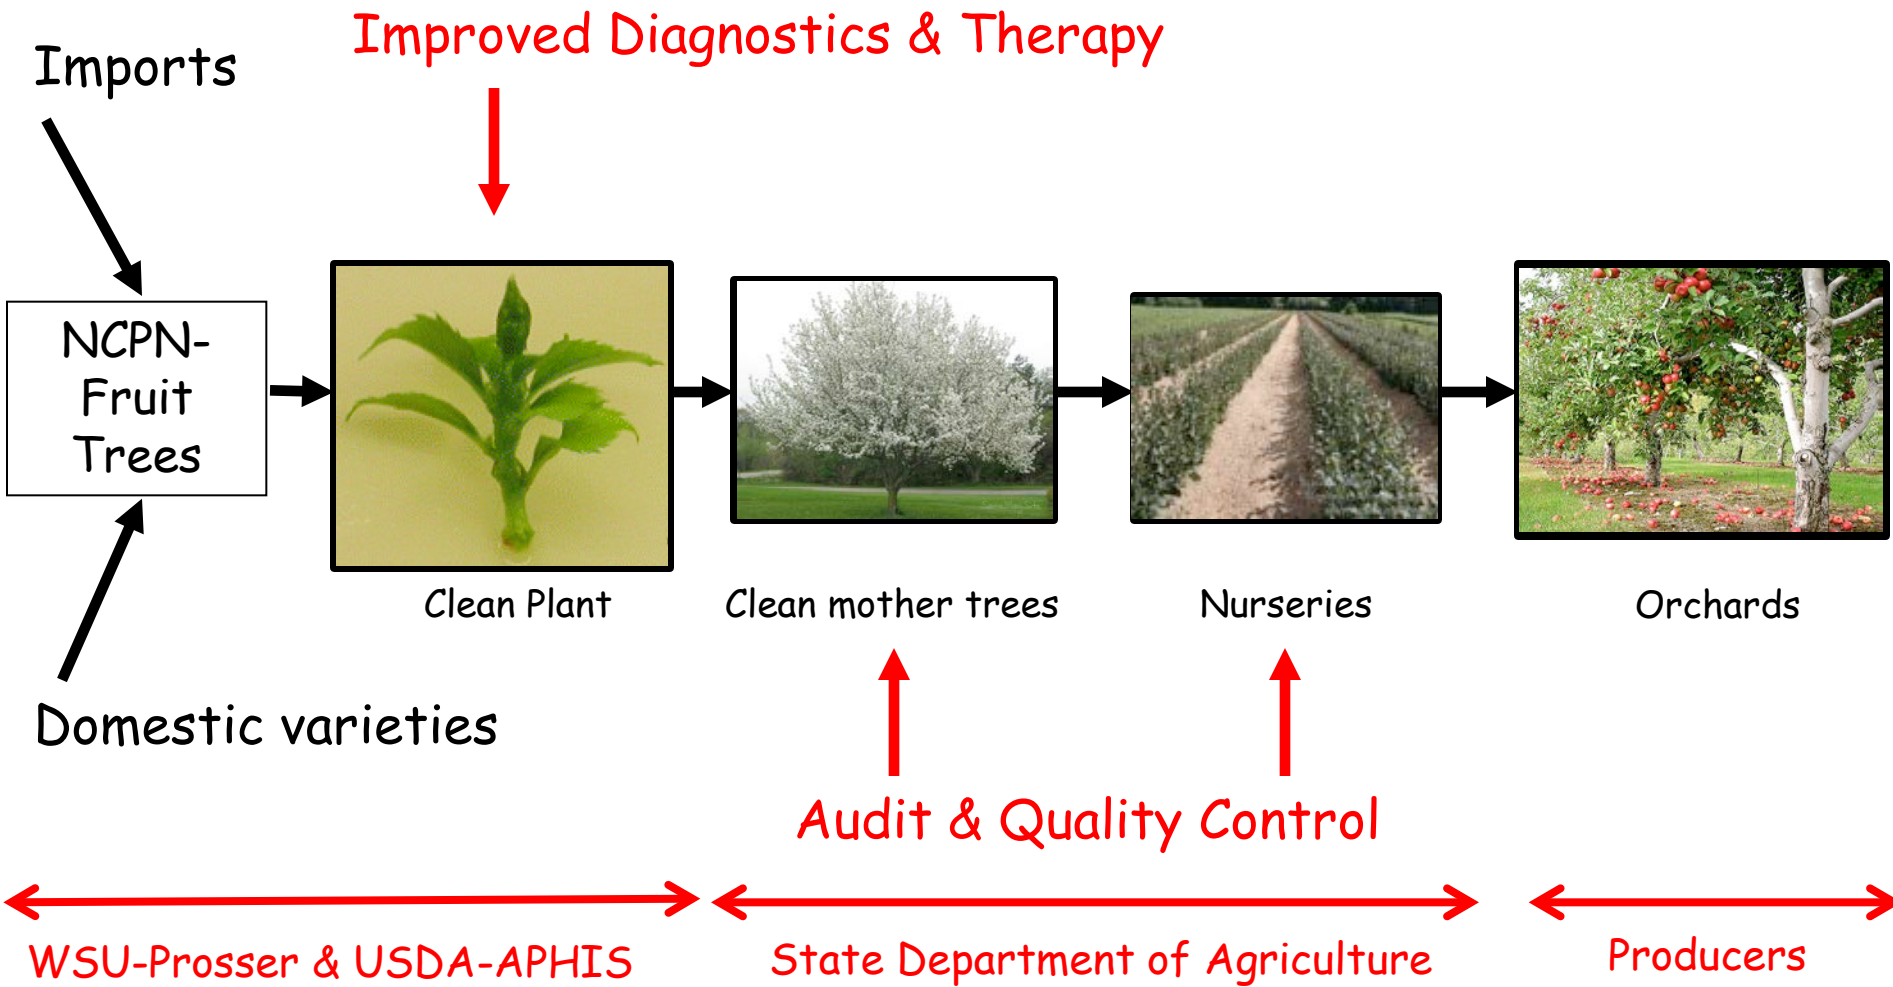 Improved Diagnostics & Therapy
Imports
NCPN-
Fruit
Trees
Clean Plant
Clean mother trees
Nurseries
Orchards
Domestic varieties
Audit & Quality Control
WSU-Prosser & USDA-APHIS
State Department of Agriculture
Producers